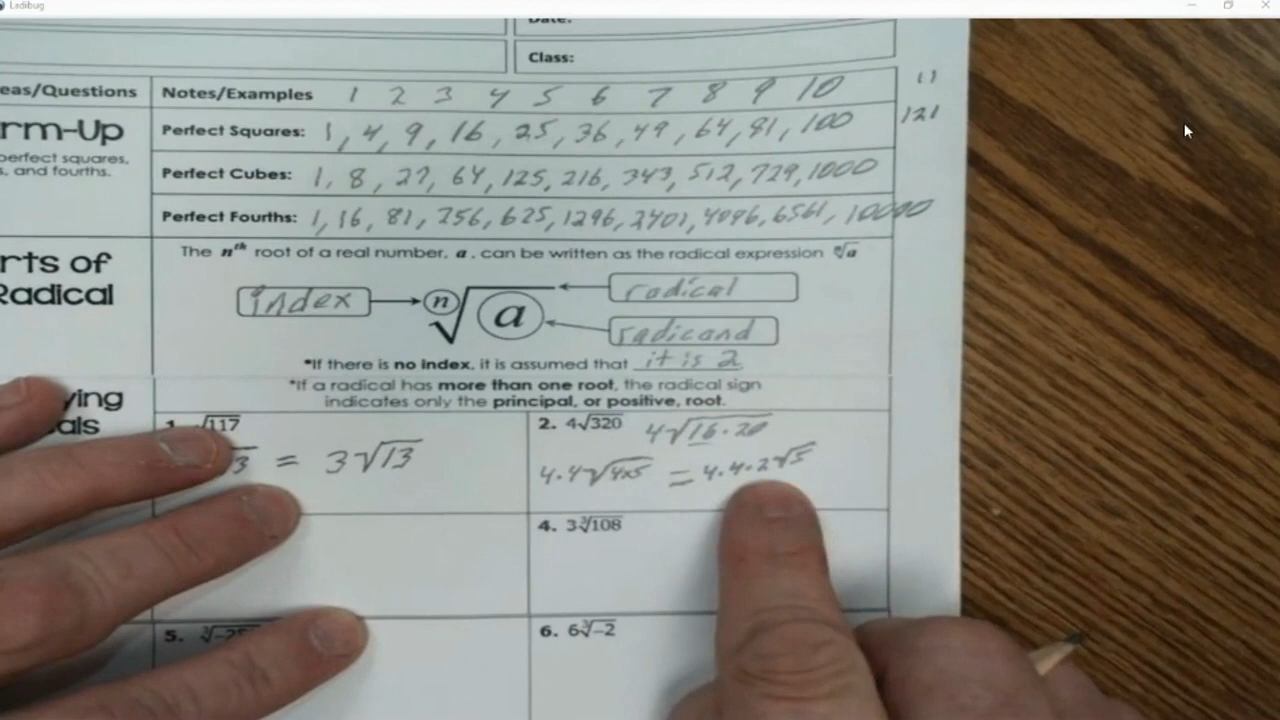 Ladibug
Date:
Class:
eas/Questions
Notes/Examples 1 2 3 4 5 6 7 8 9 10 11
rm-Up
Perfect Squares: 1, 4, 9, 16, 25, 36, 49, 64, 81, 100 121
perfect squares,
s, and fourths.
Perfect Cubes: 1, 8, 27, 64, 125, 216, 343, 512, 729, 1000
Perfect Fourths: 1, 16, 81, 256, 625, 1296, 2401, 4096, 6561, 10000
rts of
Radical
The nth root of a real number, a, can be written as the radical expression ⁿ√a
index
n √ a
radical
radicand
*If there is no index, it is assumed that it is 2
*If a radical has more than one root, the radical sign
indicates only the principal, or positive, root.
ying
als
√117
3 = 3√13
2. 4√320 4√16·20
4·4√4x5 = 4·4·2√5
4. 3∛108
5.
6. 6∛-2